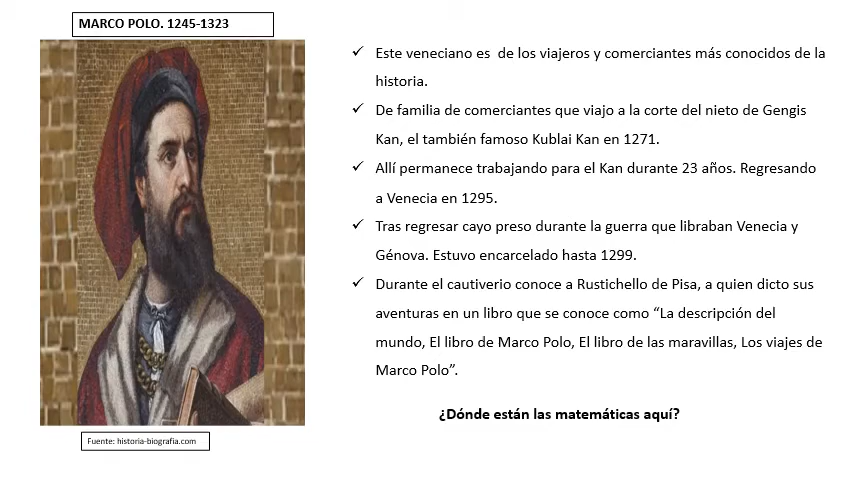 MARCO POLO. 1245-1323
✓ Este veneciano es de los viajeros y comerciantes más conocidos de la
historia.
✓ De familia de comerciantes que viajo a la corte del nieto de Gengis
Kan, el también famoso Kublai Kan en 1271.
✓ Allí permanece trabajando para el Kan durante 23 años. Regresando
a Venecia en 1295.
✓ Tras regresar cayo preso durante la guerra que libraban Venecia y
Génova. Estuvo encarcelado hasta 1299.
✓ Durante el cautiverio conoce a Rustichello de Pisa, a quien dicto sus
aventuras en un libro que se conoce como “La descripción del
mundo, El libro de Marco Polo, El libro de las maravillas, Los viajes de
Marco Polo”.
¿Dónde están las matemáticas aquí?
Fuente: historia-biografia.com